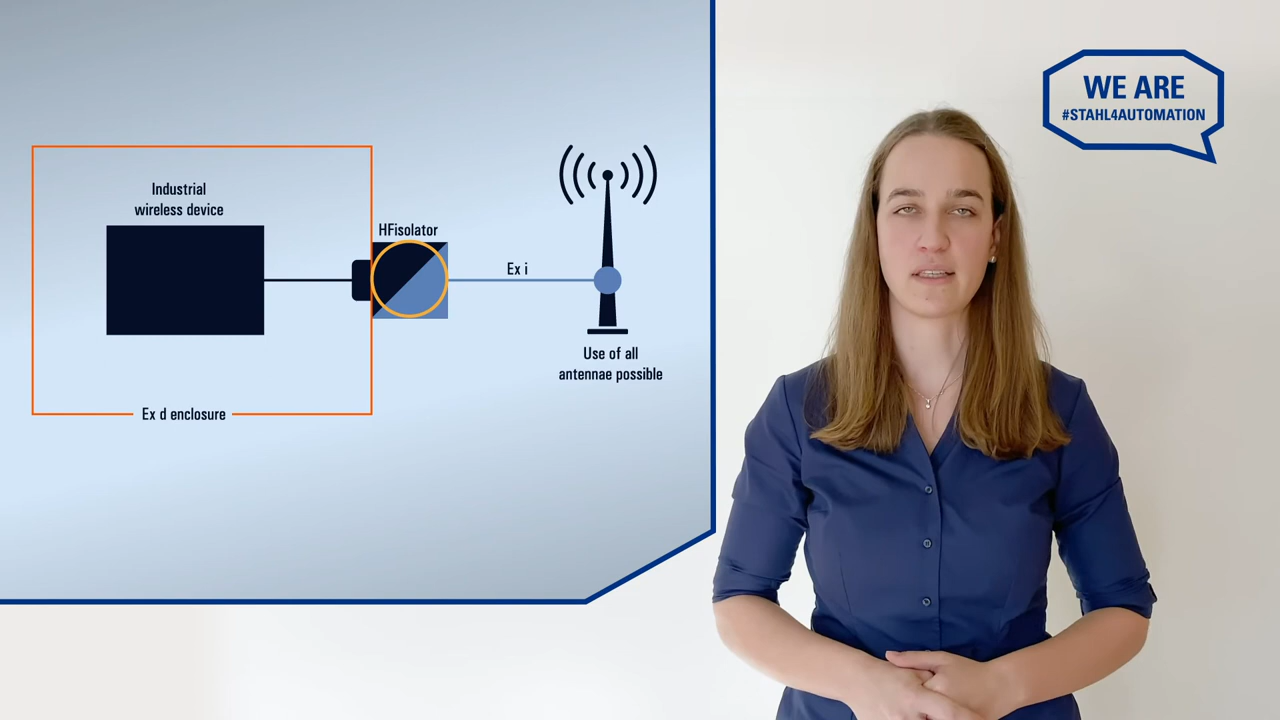 WE ARE
#STAHL4AUTOMATION
Industrial
wireless device
HFisolator
Ex i
Use of all
antennae possible
Ex d enclosure